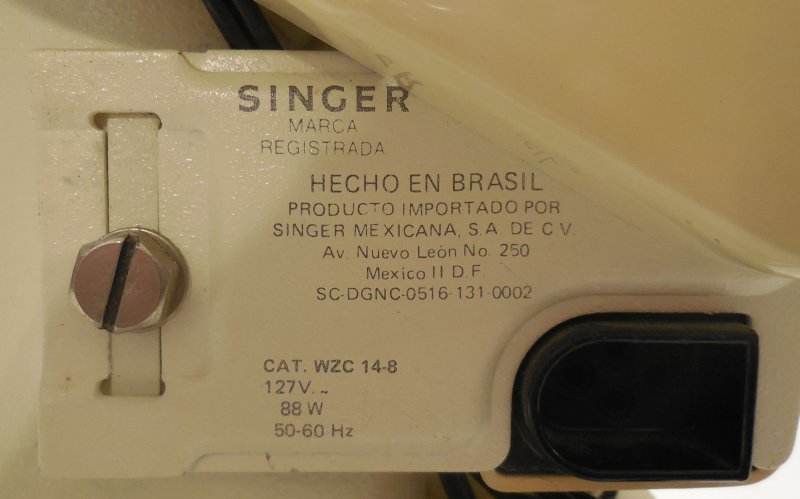 SINGER
MARCA
REGISTRADA
HECHO EN BRASIL
PRODUCTO IMPORTADO POR
SINGER MEXICANA, S.A. DE C V.
Av. Nuevo León No. 250
Mexico II D.F
SC-DGNC-0516-131-0002
CAT. WZC 14-8
127V. ~
88 W
50-60 Hz